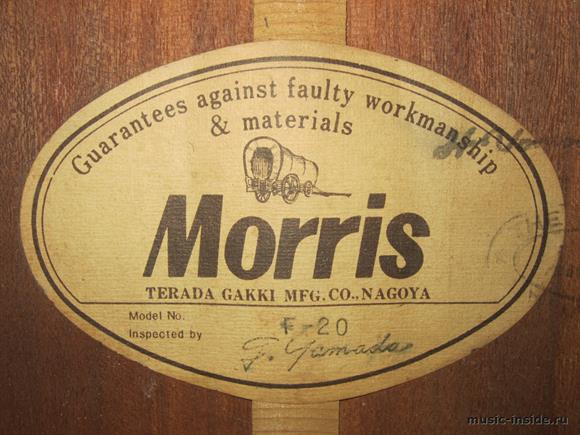 Guarantees against faulty workmanship
& materials
Morris
TERADA GAKKI MFG. CO., NAGOYA
Model No. F-20
Inspected by J. Yamada
music-inside.ru